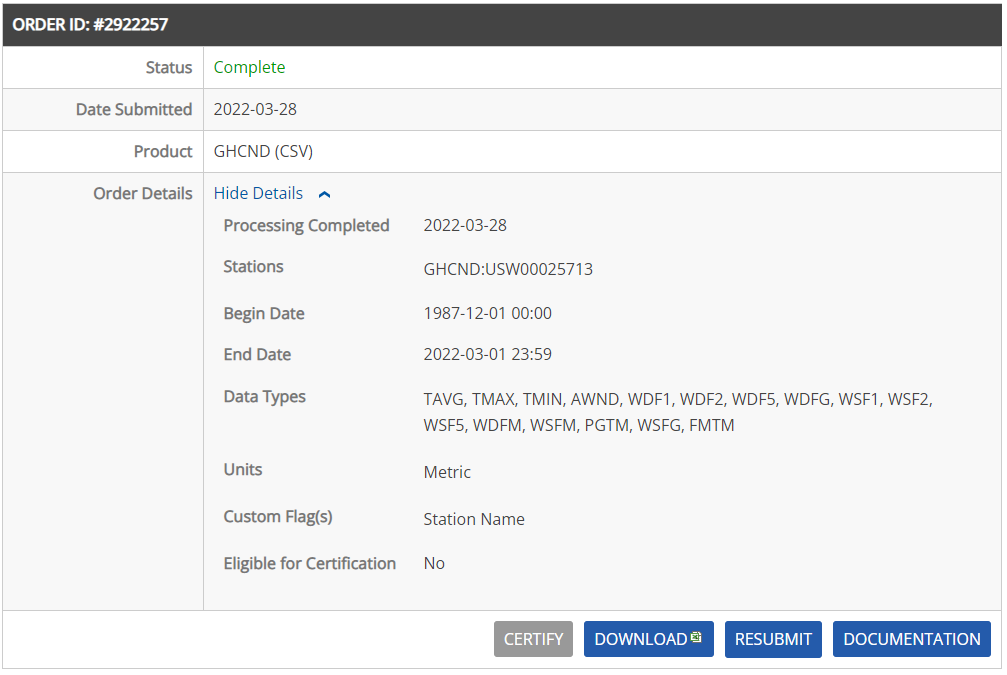 ORDER ID: #2922257
Status Complete
Date Submitted 2022-03-28
Product GHCND (CSV)
Order Details Hide Details
Processing Completed 2022-03-28
Stations GHCND:USW00025713
Begin Date 1987-12-01 00:00
End Date 2022-03-01 23:59
Data Types TAVG, TMAX, TMIN, AWND, WDF1, WDF2, WDF5, WDFG, WSF1, WSF2,
WSF5, WDFM, WSFM, PGTM, WSFG, FMTM
Units Metric
Custom Flag(s) Station Name
Eligible for Certification No
CERTIFY DOWNLOAD RESUBMIT DOCUMENTATION